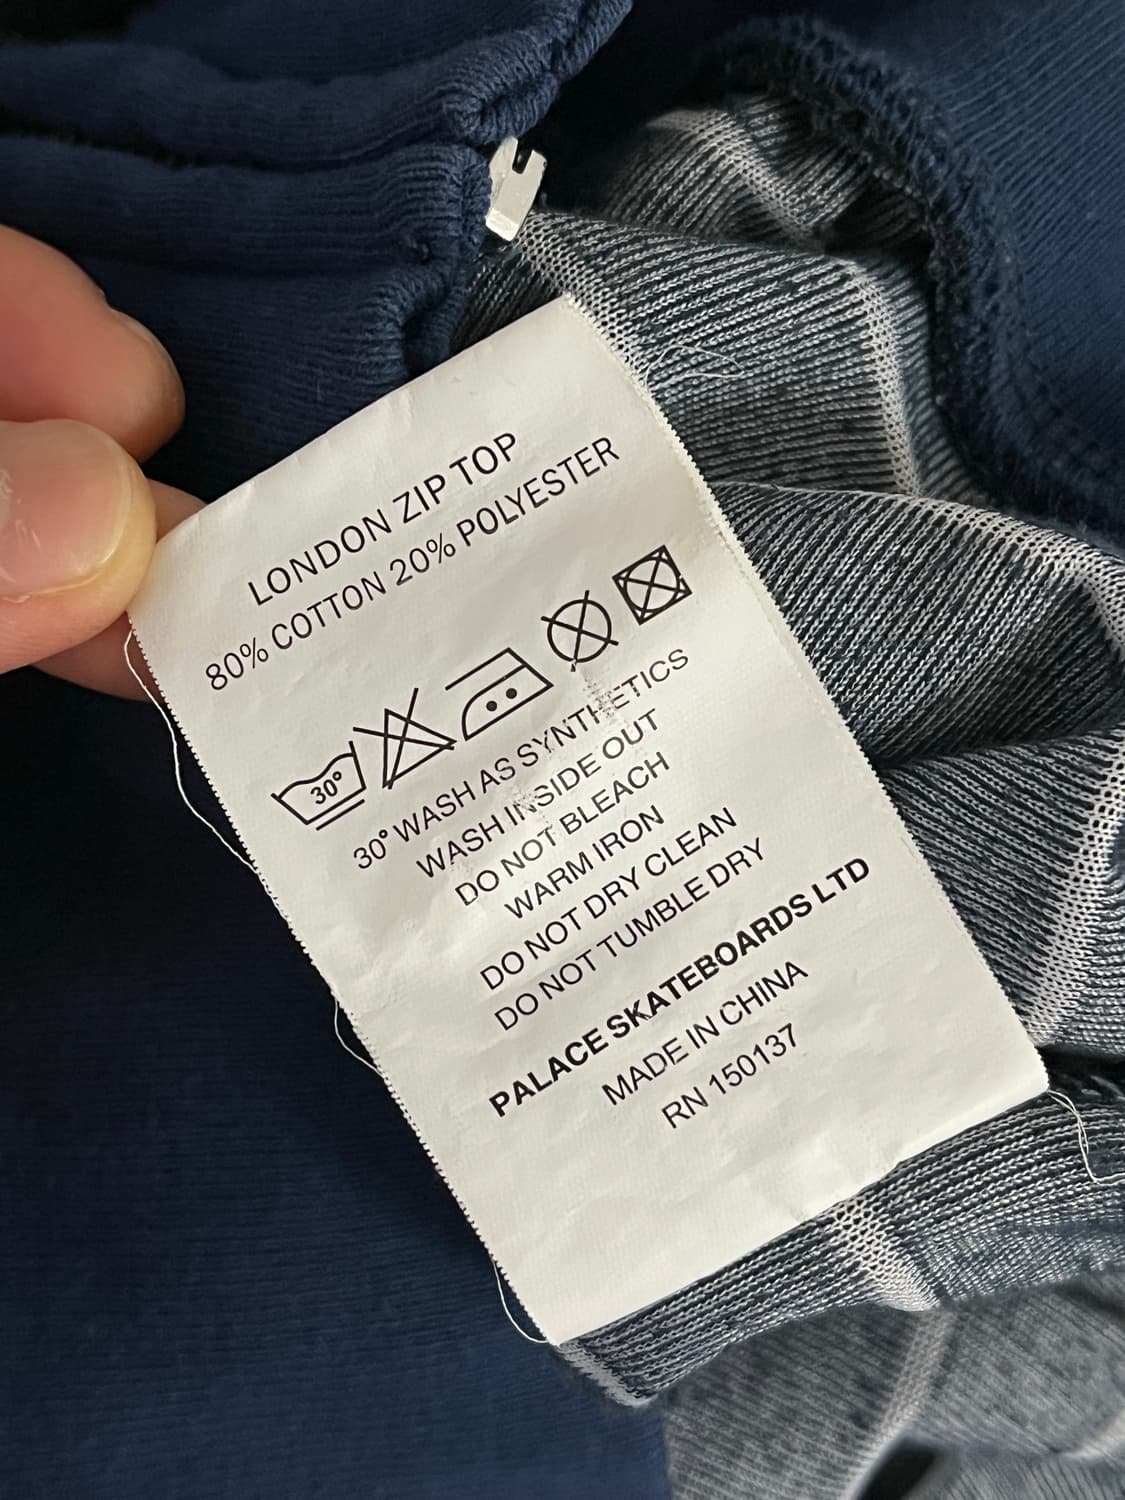 LONDON ZIP TOP
80% COTTON 20% POLYESTER
30°
30° WASH AS SYNTHETICS
WASH INSIDE OUT
DO NOT BLEACH
WARM IRON
DO NOT DRY CLEAN
DO NOT TUMBLE DRY
PALACE SKATEBOARDS LTD
MADE IN CHINA
RN 150137